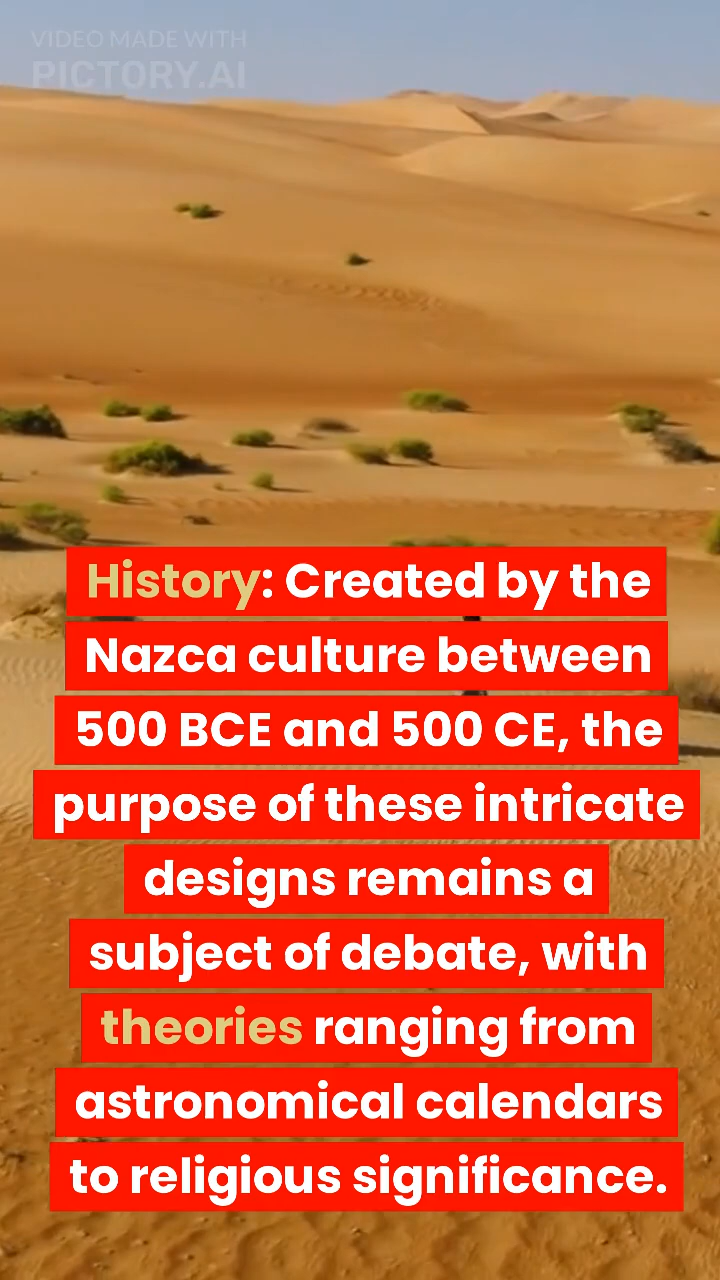 VIDEO MADE WITH
PICTORY.AI
History: Created by the
Nazca culture between
500 BCE and 500 CE, the
purpose of these intricate
designs remains a
subject of debate, with
theories ranging from
astronomical calendars
to religious significance.